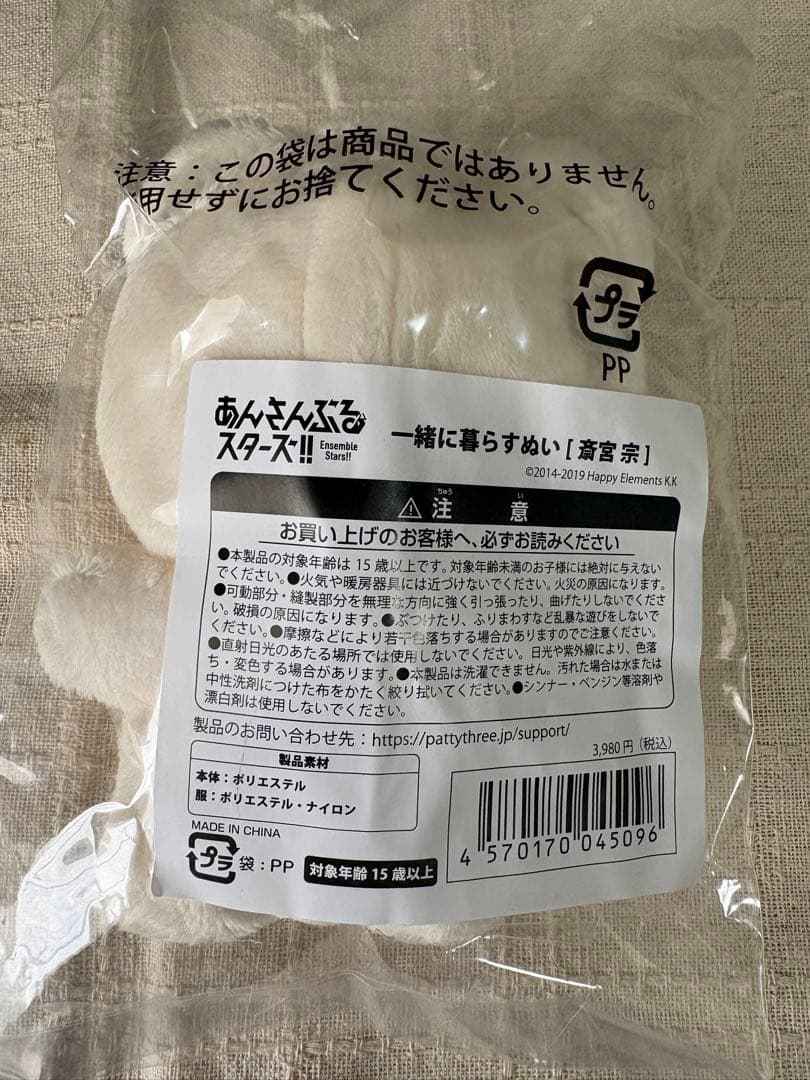 注意：この袋は商品ではありません。
用せずにお捨てください。
プラ
PP
あんさんぶる
スターズ!!
Ensemble
Stars!!
一緒に暮らすぬい [ 斎宮 宗 ]
©2014-2019 Happy Elements K.K
⚠ 注意
ちゅう い
お買い上げのお客様へ、必ずお読みください
●本製品の対象年齢は 15 歳以上です。対象年齢未満のお子様には絶対に与えない
でください。●火気や暖房器具には近づけないでください。火災の原因になります。
●可動部分・縫製部分を無理な方向に強く引っ張ったり、曲げたりしないでくださ
い。破損の原因になります。●ぶつけたり、ふりまわすなど乱暴な遊びをしないで
ください。●摩擦などにより若干色落ちする場合がありますのでご注意ください。
●直射日光のあたる場所では使用しないでください。日光や紫外線により、色落
ち・変色する場合があります。●本製品は洗濯できません。汚れた場合は水または
中性洗剤につけた布をかたく絞り拭いてください。●シンナー・ベンジン等溶剤や
漂白剤は使用しないでください。
製品のお問い合わせ先：https://pattythree.jp/support/
3,980円（税込）
製品素材
本体：ポリエステル
服：ポリエステル・ナイロン
MADE IN CHINA
プラ 袋：PP
対象年齢 15 歳以上
4 570170 045096